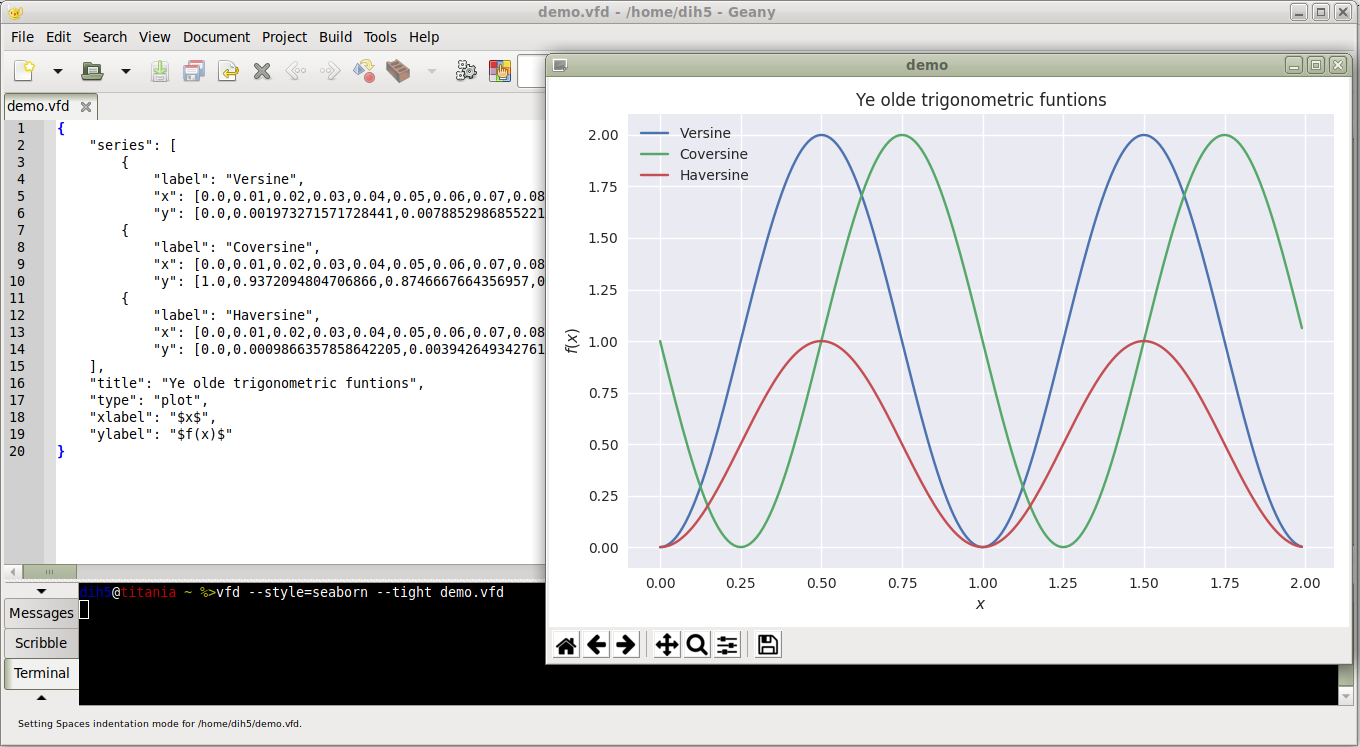 demo.vfd - /home/dih5 - Geany
File Edit Search View Document Project Build Tools Help
demo.vfd
1 {
2 "series": [
3 {
4 "label": "Versine",
5 "x": [0.0,0.01,0.02,0.03,0.04,0.05,0.06,0.07,0.08
6 "y": [0.0,0.001973271571728441,0.0078852986855221
7 {
8 "label": "Coversine",
9 "x": [0.0,0.01,0.02,0.03,0.04,0.05,0.06,0.07,0.08
10 "y": [1.0,0.9372094804706866,0.8746667664356957,0
11 {
12 "label": "Haversine",
13 "x": [0.0,0.01,0.02,0.03,0.04,0.05,0.06,0.07,0.08
14 "y": [0.0,0.0009866357858642205,0.003942649342761
15 ],
16 "title": "Ye olde trigonometric funtions",
17 "type": "plot",
18 "xlabel": "$x$",
19 "ylabel": "$f(x)$"
20 }
demo
Ye olde trigonometric funtions
Versine
Coversine
Haversine
2.00
1.75
1.50
1.25
1.00
0.75
0.50
0.25
0.00
f(x)
0.00 0.25 0.50 0.75 1.00 1.25 1.50 1.75 2.00
x
Messages
Scribble
Terminal
dih5@titania ~ %>vfd --style=seaborn --tight demo.vfd
Setting Spaces indentation mode for /home/dih5/demo.vfd.